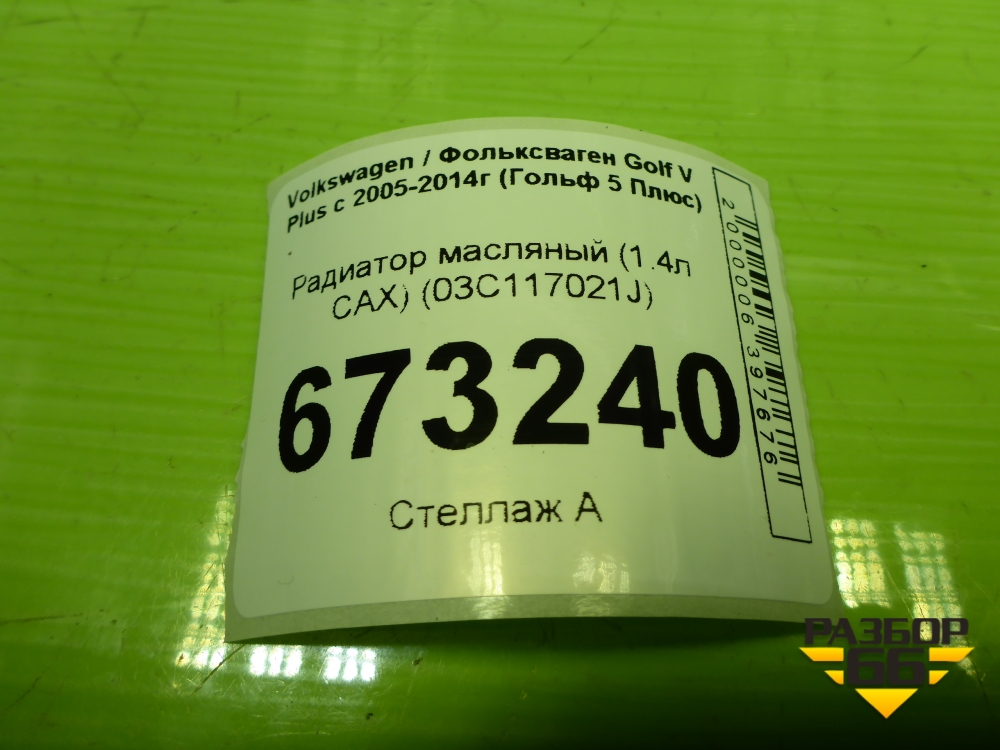 Volkswagen / Фольксваген Golf V
Plus с 2005-2014г (Гольф 5 Плюс)
Радиатор масляный (1.4л
CAX) (03C117021J)
673240
Стеллаж А
2000006397676
РАЗБОР
66